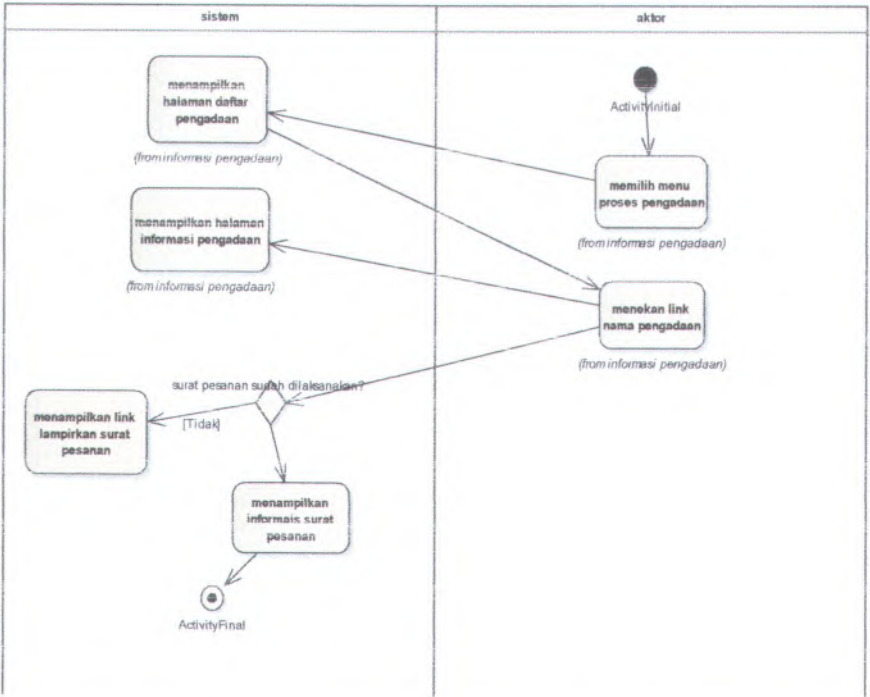 sistem
aktor
menampilkan
halaman daftar
pengadaan
(from informasi pengadaan)
ActivityInitial
memilih menu
proses pengadaan
(from informasi pengadaan)
menampilkan halaman
informasi pengadaan
(from informasi pengadaan)
menekan link
nama pengadaan
(from informasi pengadaan)
surat pesanan sudah dilaksanakan?
[Tidak]
menampilkan link
lampirkan surat
pesanan
menampilkan
informais surat
pesanan
ActivityFinal